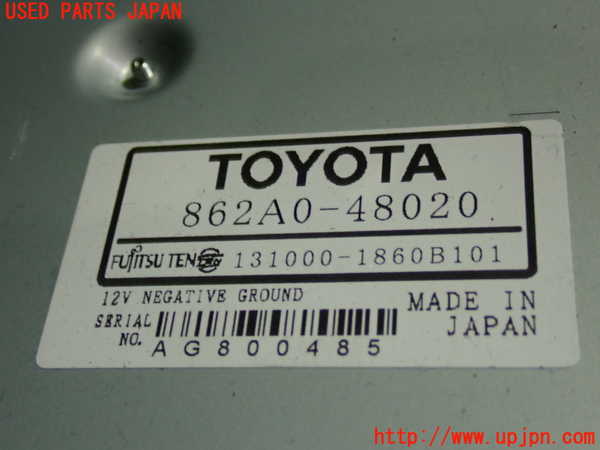 USED PARTS JAPAN
TOYOTA
862A0-48020
FUJITSU TEN 131000-1860B101
12V NEGATIVE GROUND
MADE IN JAPAN
SERIAL NO.
AG800485
http://www.upjpn.com/